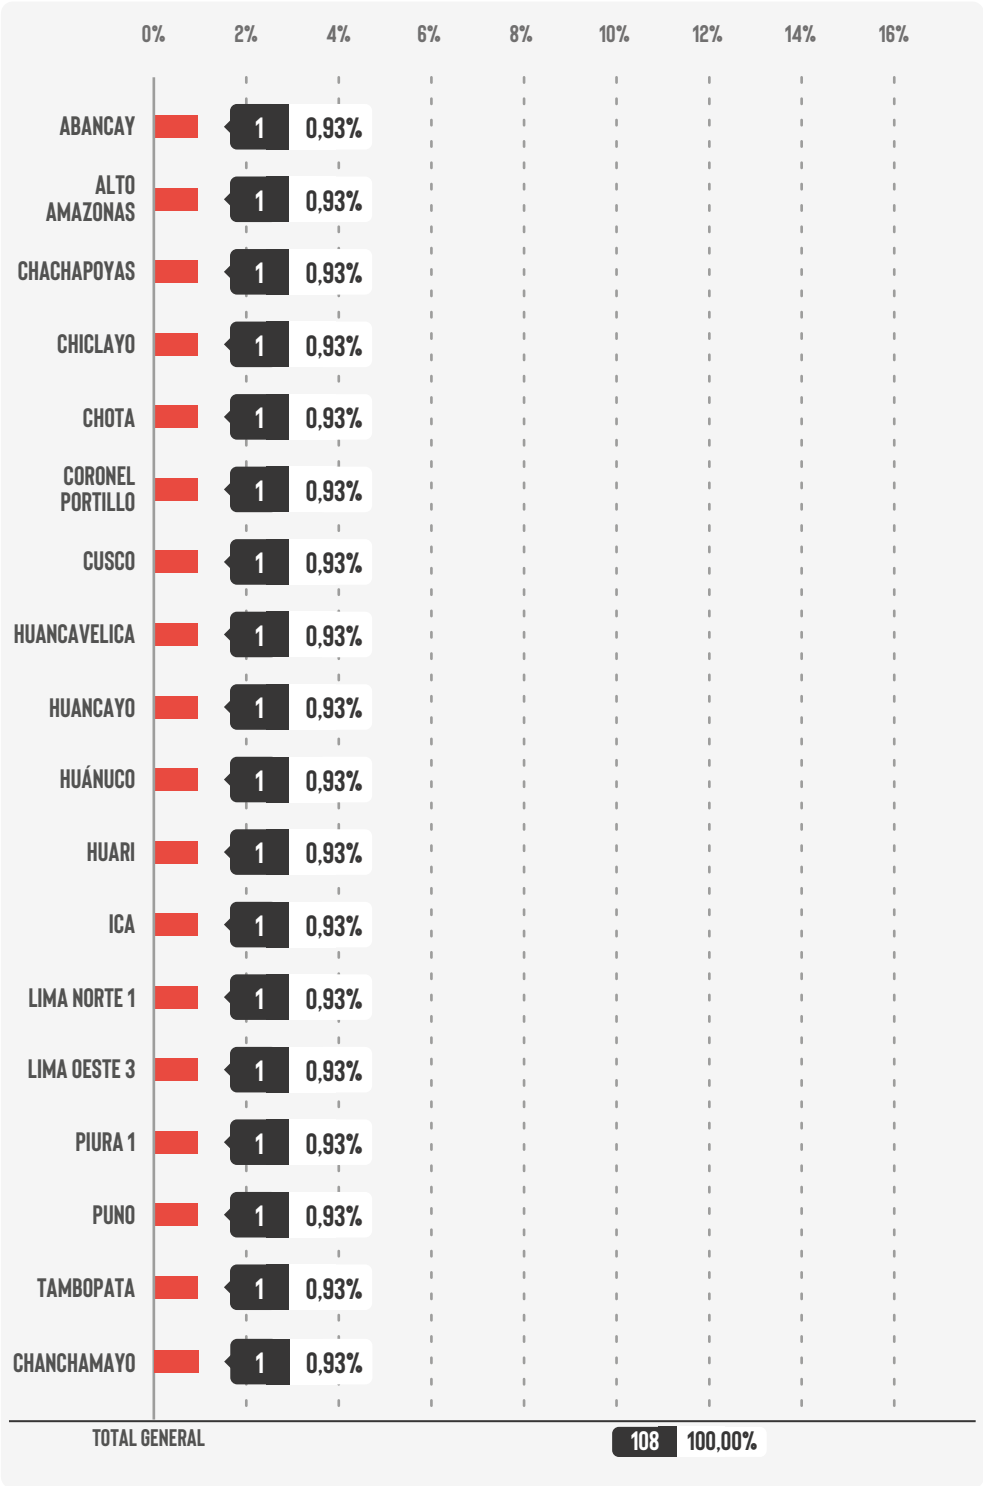 0% 2% 4% 6% 8% 10% 12% 14% 16%
ABANCAY 1 0,93%
ALTO
AMAZONAS 1 0,93%
CHACHAPOYAS 1 0,93%
CHICLAYO 1 0,93%
CHOTA 1 0,93%
CORONEL
PORTILLO 1 0,93%
CUSCO 1 0,93%
HUANCAVELICA 1 0,93%
HUANCAYO 1 0,93%
HUÁNUCO 1 0,93%
HUARI 1 0,93%
ICA 1 0,93%
LIMA NORTE 1 1 0,93%
LIMA OESTE 3 1 0,93%
PIURA 1 1 0,93%
PUNO 1 0,93%
TAMBOPATA 1 0,93%
CHANCHAMAYO 1 0,93%
TOTAL GENERAL 108 100,00%